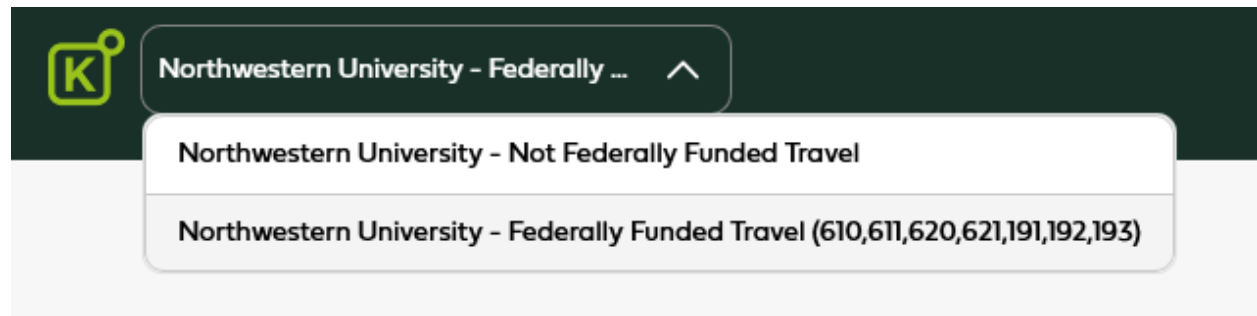 K
Northwestern University - Federally ...
Northwestern University - Not Federally Funded Travel
Northwestern University - Federally Funded Travel (610,611,620,621,191,192,193)